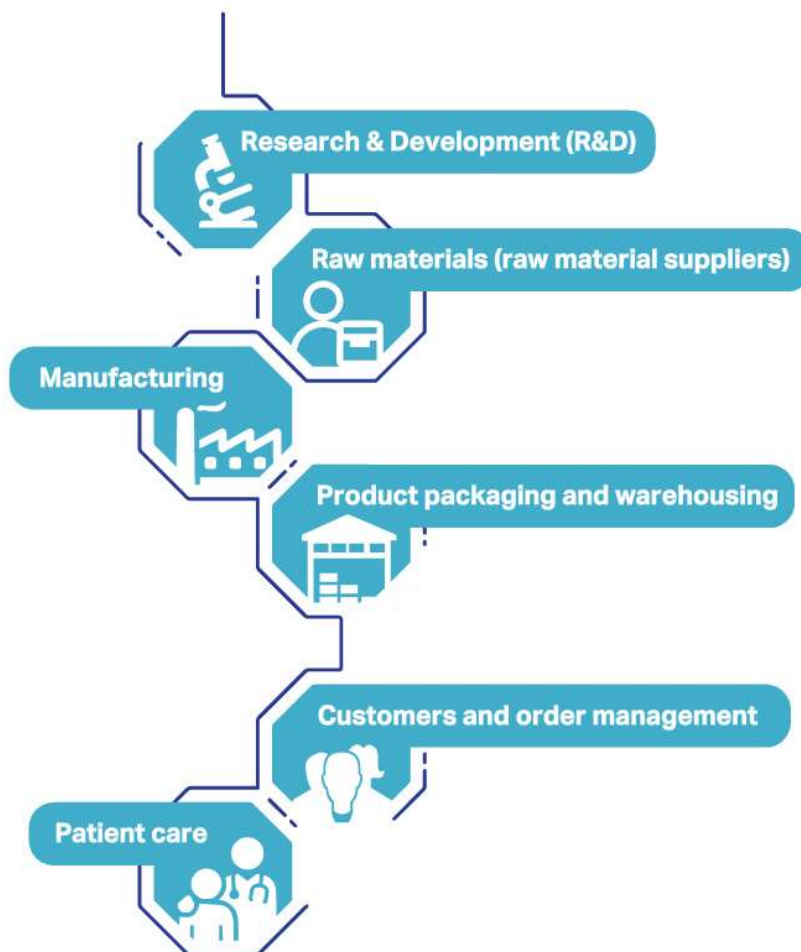 Research & Development (R&D)
Raw materials (raw material suppliers)
Manufacturing
Product packaging and warehousing
Customers and order management
Patient care